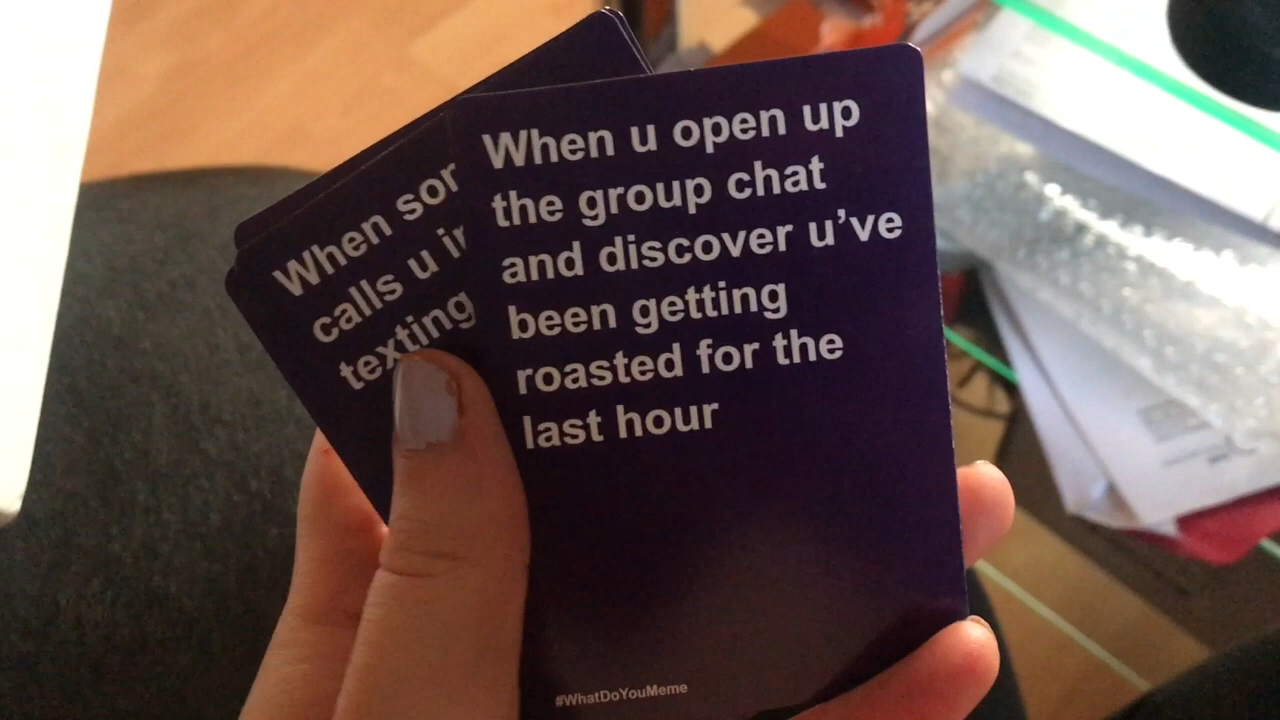 When u open up
the group chat
and discover u've
been getting
roasted for the
last hour
#WhatDoYouMeme
When
calls u
texting